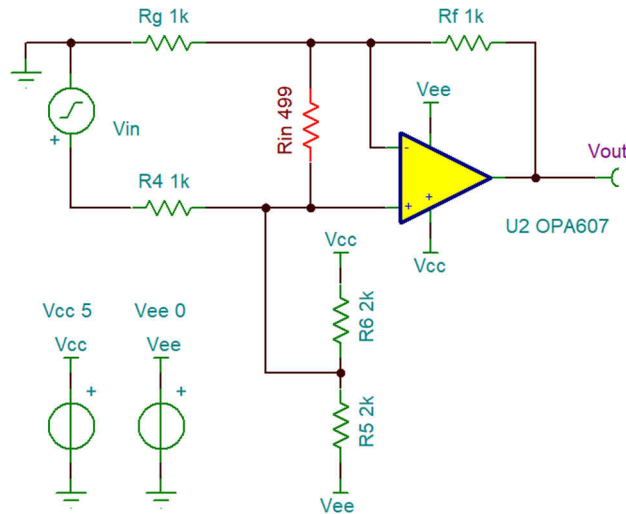 Rg 1k
Rf 1k
Vee
Vin
+
Rin 499
-
Vout
R4 1k
+
+
U2 OPA607
Vcc
Vcc
R6 2k
Vcc 5
Vee 0
Vcc
Vee
+
+
R5 2k
Vee